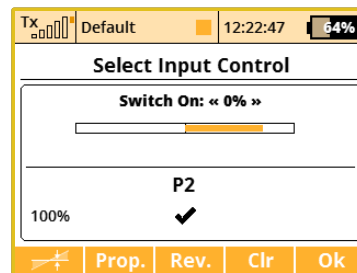 Tx Default 12:22:47 64%
Select Input Control
Switch On: « 0% »
P2
100%
Prop. Rev. Clr Ok